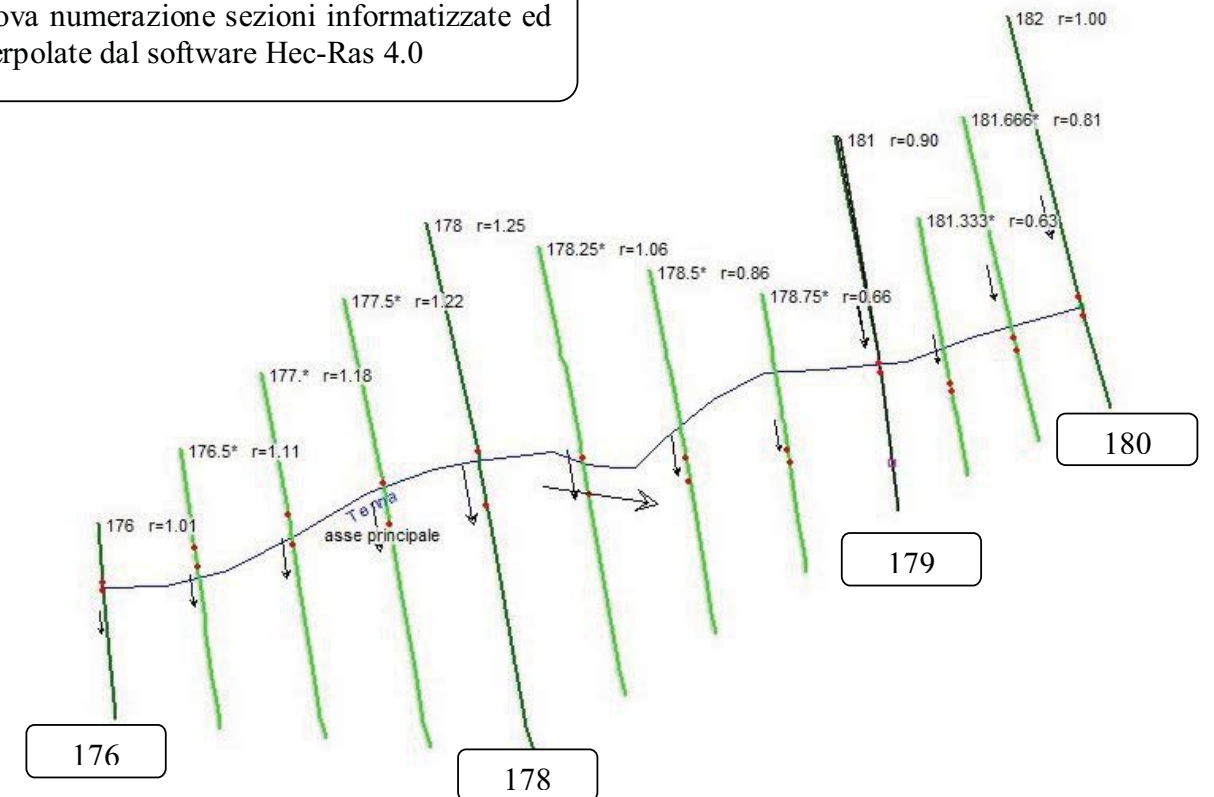 ova numerazione sezioni informatizzate ed
erpolate dal software Hec-Ras 4.0
182 r=1.00
181.666* r=0.81
181 r=0.90
181.333* r=0.63
178 r=1.25
178.25* r=1.06
178.5* r=0.86
178.75* r=0.66
177.5* r=1.22
177.* r=1.18
176.5* r=1.11
176 r=1.01
asse principale
180
179
176
178